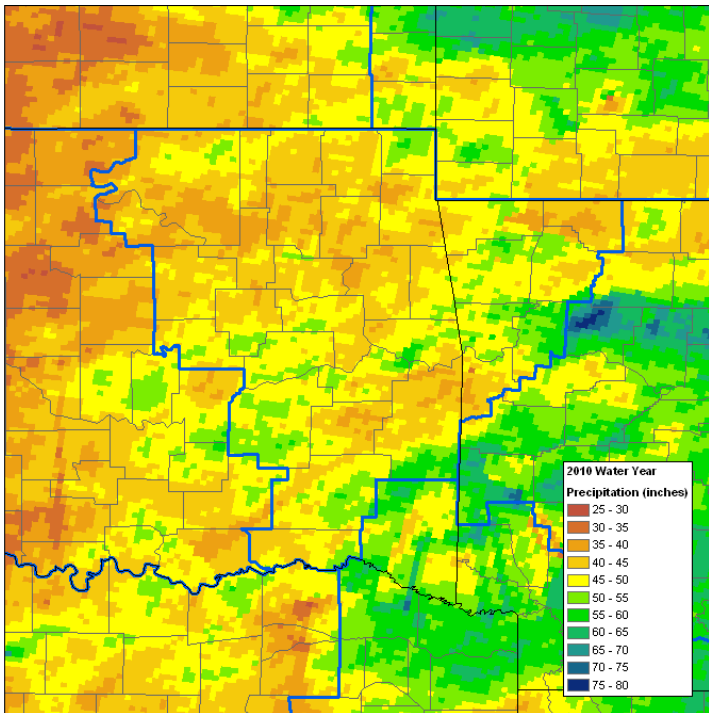 2010 Water Year
Precipitation (inches)
25 - 30
30 - 35
35 - 40
40 - 45
45 - 50
50 - 55
55 - 60
60 - 65
65 - 70
70 - 75
75 - 80